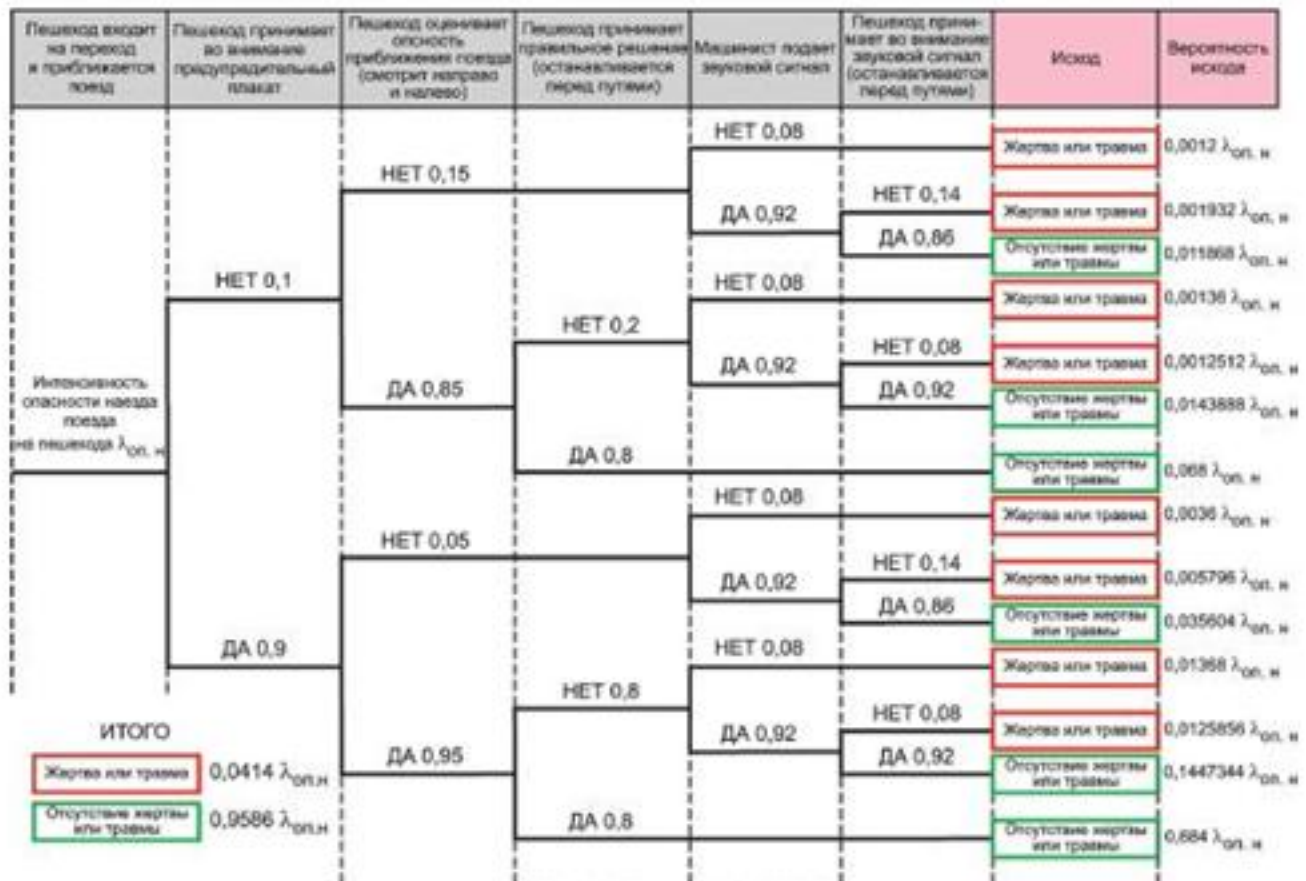 Пешеход входит
на переход
и приближается
поезд
Пешеход принимает
во внимание
предупрадительный
плакат
Пешеход оценивает
опсность
приближения поезда
(смотрит направо
и налево)
Пешеход принимает
правильное решение
(останавливается
перед путями)
Машинист подает
звуковой сигнал
Пешеход прини-
мает во внимание
звуковой сигнал
(останавливается
перед путями)
Исход
Вероятность
исхода
НЕТ 0,08
Жертва или травма
0,0012 λоп. н
НЕТ 0,15
НЕТ 0,14
Жертва или травма
0,001932 λоп. н
ДА 0,92
ДА 0,86
Отсутствие жертвы
или травмы
0,011868 λоп. н
НЕТ 0,1
НЕТ 0,08
Жертва или травма
0,00136 λоп. н
НЕТ 0,2
НЕТ 0,08
Жертва или травма
0,0012512 λоп. н
ДА 0,92
ДА 0,85
ДА 0,92
Отсутствие жертвы
или травмы
0,0143888 λоп. н
Интенсивность
опасности наезда
поезда
на пешехода λоп. н
ДА 0,8
Отсутствие жертвы
или травмы
0,068 λоп. н
НЕТ 0,08
Жертва или травма
0,0036 λоп. н
НЕТ 0,05
НЕТ 0,14
Жертва или травма
0,005796 λоп. н
ДА 0,92
ДА 0,86
Отсутствие жертвы
или травмы
0,035604 λоп. н
ДА 0,9
НЕТ 0,08
Жертва или травма
0,01368 λоп. н
НЕТ 0,8
НЕТ 0,08
Жертва или травма
0,0125856 λоп. н
ДА 0,92
ДА 0,95
ДА 0,92
Отсутствие жертвы
или травмы
0,1447344 λоп. н
ДА 0,8
Отсутствие жертвы
или травмы
0,684 λоп. н
ИТОГО
Жертва или травма
0,0414 λоп.н
Отсутствие жертвы
или травмы
0,9586 λоп.н